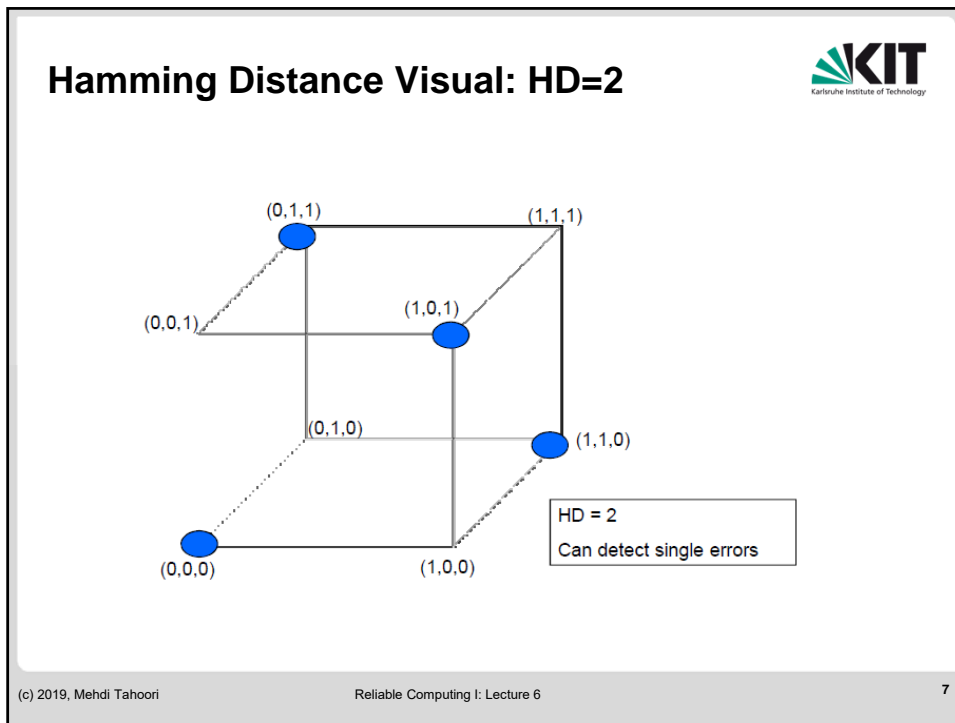 Hamming Distance Visual: HD=2
KIT
Karlsruhe Institute of Technology
(0,1,1)
(1,1,1)
(1,0,1)
(0,0,1)
(0,1,0)
(1,1,0)
HD = 2
Can detect single errors
(0,0,0)
(1,0,0)
(c) 2019, Mehdi Tahoori
Reliable Computing I: Lecture 6
7